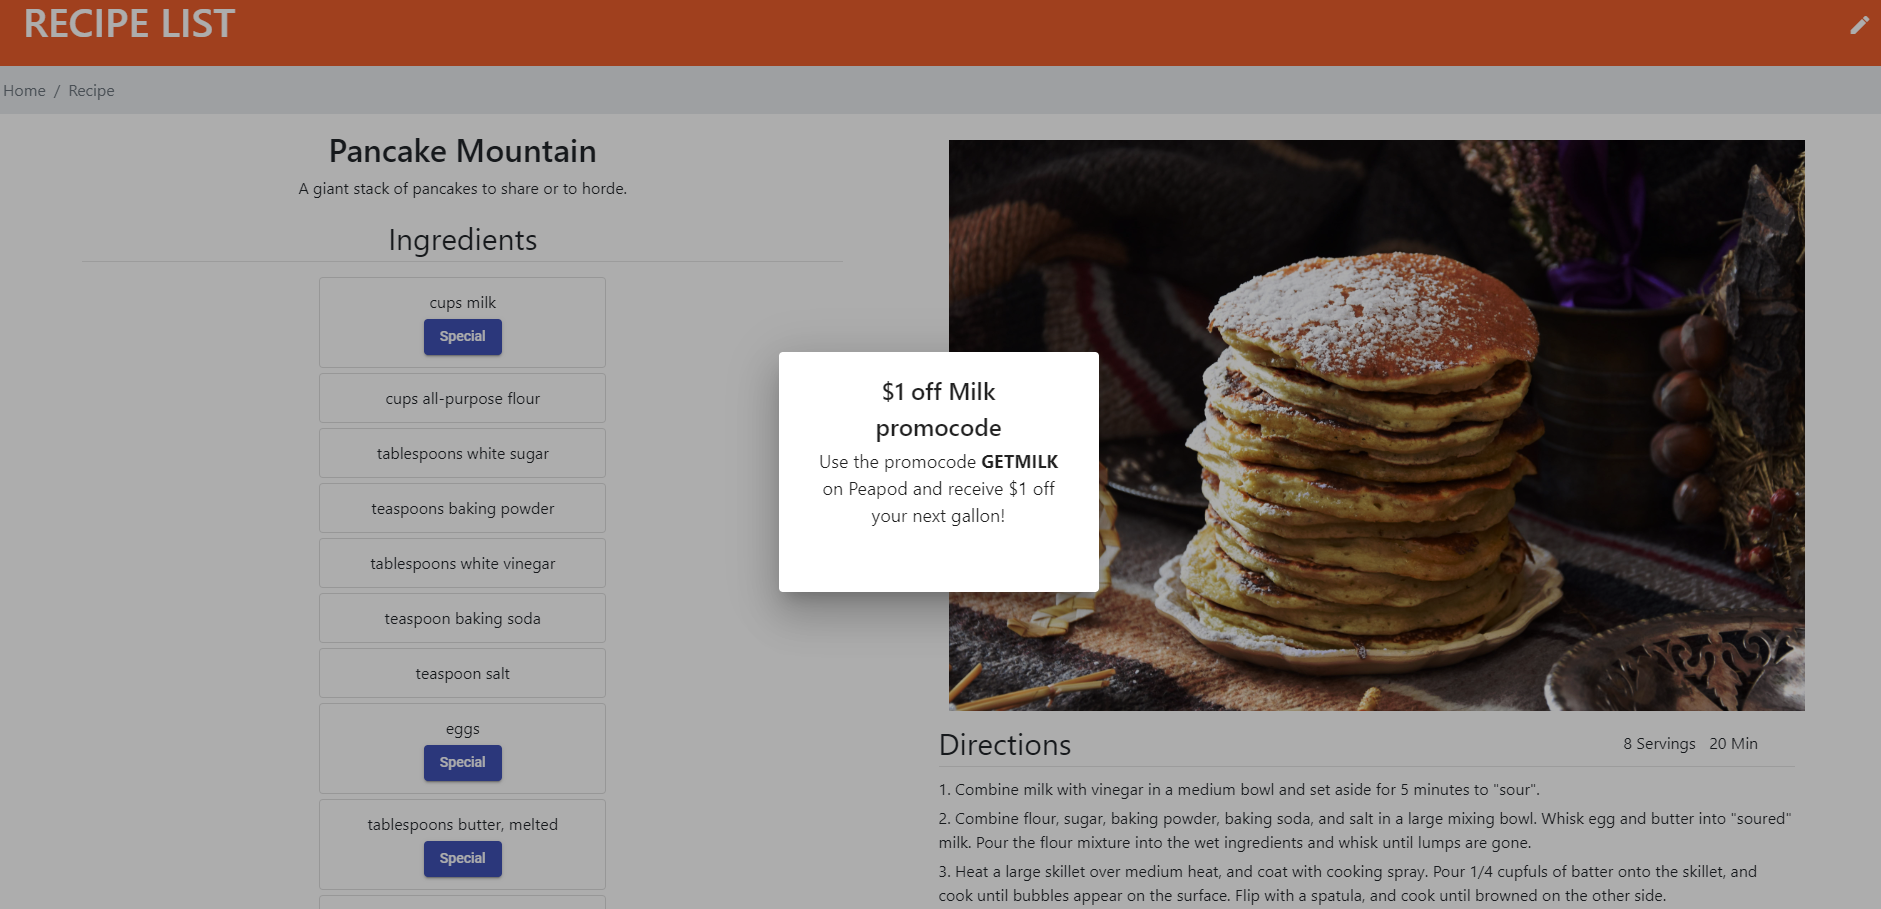 RECIPE LIST
Home / Recipe
Pancake Mountain
A giant stack of pancakes to share or to horde.
Ingredients
cups milk
Special
cups all-purpose flour
tablespoons white sugar
teaspoons baking powder
tablespoons white vinegar
teaspoon baking soda
teaspoon salt
eggs
Special
tablespoons butter, melted
Special
$1 off Milk
promocode
Use the promocode GETMILK
on Peapod and receive $1 off
your next gallon!
Directions
8 Servings 20 Min
1. Combine milk with vinegar in a medium bowl and set aside for 5 minutes to "sour".
2. Combine flour, sugar, baking powder, baking soda, and salt in a large mixing bowl. Whisk egg and butter into "soured"
milk. Pour the flour mixture into the wet ingredients and whisk until lumps are gone.
3. Heat a large skillet over medium heat, and coat with cooking spray. Pour 1/4 cupfuls of batter onto the skillet, and
cook until bubbles appear on the surface. Flip with a spatula, and cook until browned on the other side.